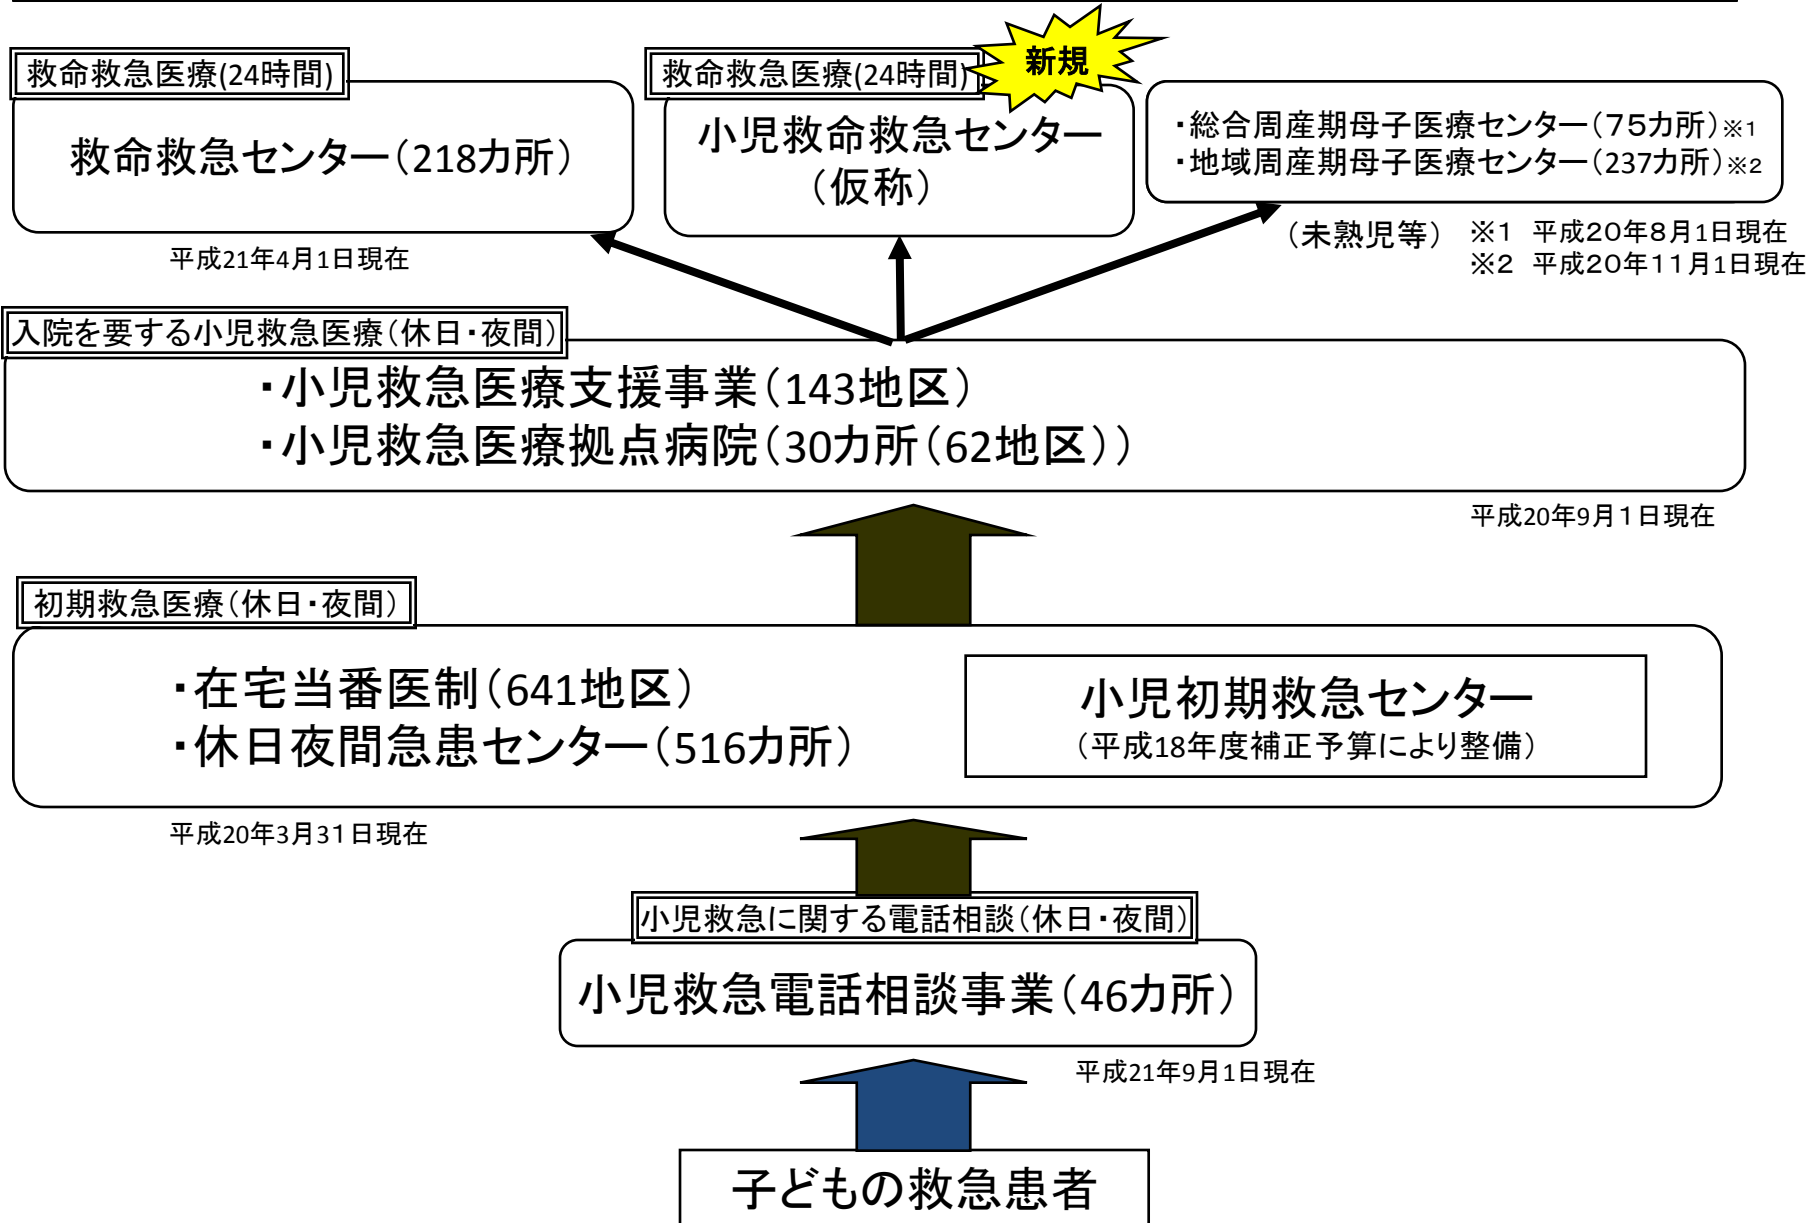 救命救急医療(24時間)
救命救急センター(218カ所)
平成21年4月1日現在
救命救急医療(24時間)
新規
小児救命救急センター
(仮称)
・総合周産期母子医療センター(75カ所)※1
・地域周産期母子医療センター(237カ所)※2
(未熟児等) ※1 平成20年8月1日現在
※2 平成20年11月1日現在
入院を要する小児救急医療(休日・夜間)
・小児救急医療支援事業(143地区)
・小児救急医療拠点病院(30カ所(62地区))
平成20年9月1日現在
初期救急医療(休日・夜間)
・在宅当番医制(641地区)
・休日夜間急患センター(516カ所)
小児初期救急センター
(平成18年度補正予算により整備)
平成20年3月31日現在
小児救急に関する電話相談(休日・夜間)
小児救急電話相談事業(46カ所)
平成21年9月1日現在
子どもの救急患者